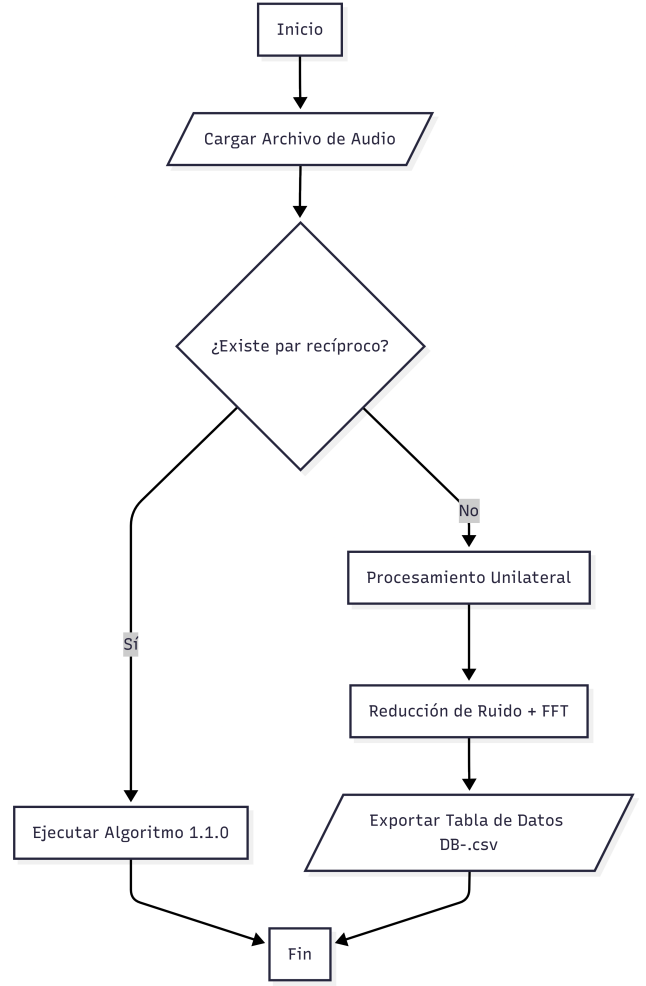 Inicio
Cargar Archivo de Audio
¿Existe par recíproco?
No
Procesamiento Unilateral
Sí
Reducción de Ruido + FFT
Ejecutar Algoritmo 1.1.0
Exportar Tabla de Datos
DB-.csv
Fin